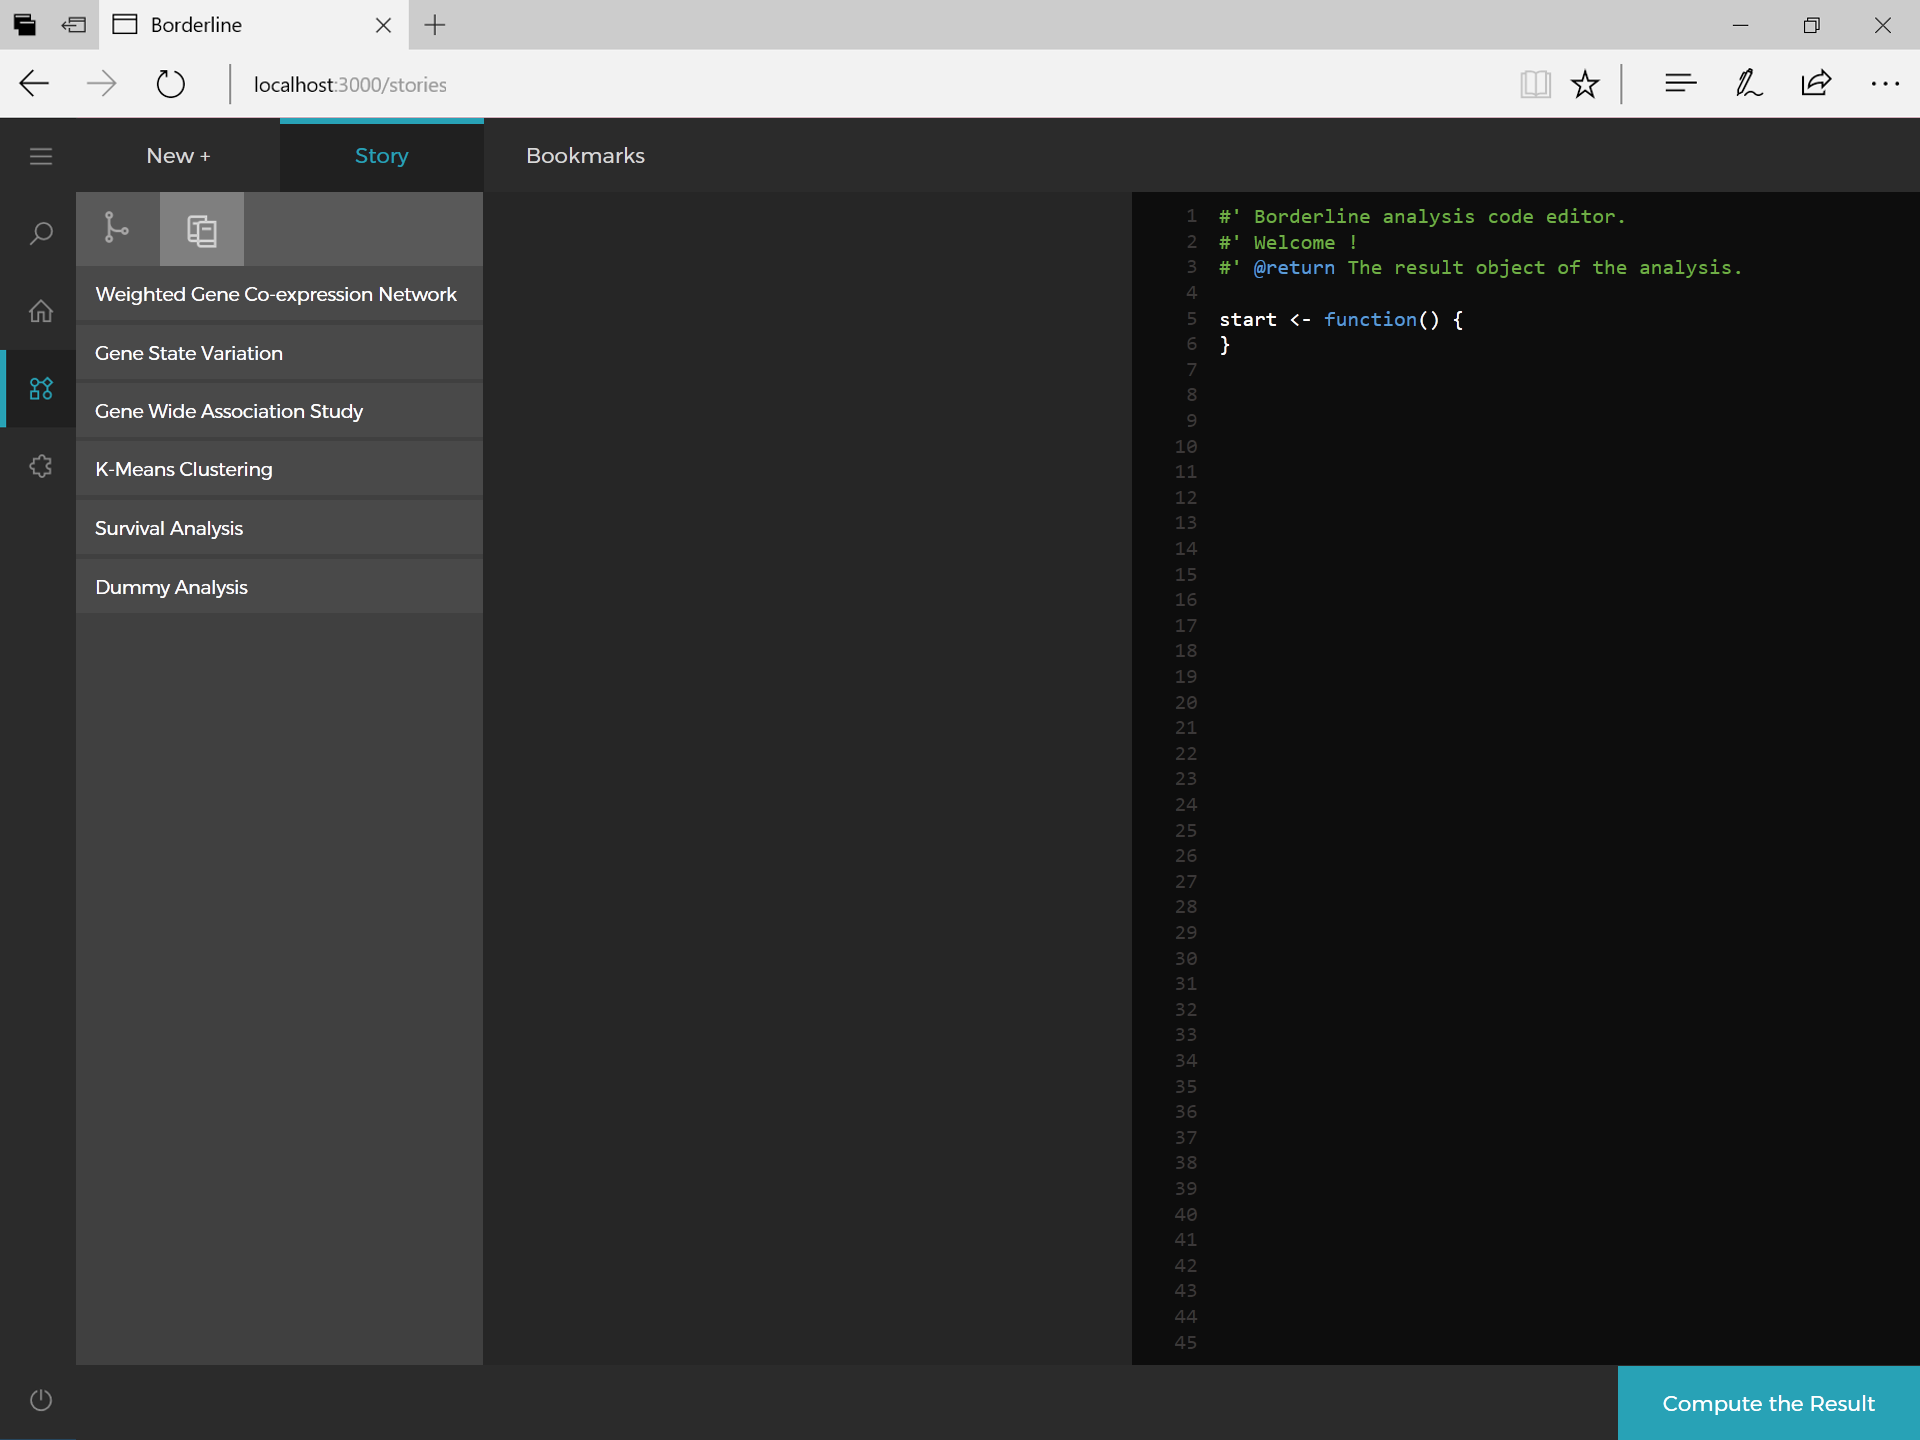 Borderline
localhost:3000/stories
New +
Story
Bookmarks
Weighted Gene Co-expression Network
Gene State Variation
Gene Wide Association Study
K-Means Clustering
Survival Analysis
Dummy Analysis
1 #' Borderline analysis code editor.
2 #' Welcome !
3 #' @return The result object of the analysis.
4
5 start <- function() {
6 }
7
8
9
10
11
12
13
14
15
16
17
18
19
20
21
22
23
24
25
26
27
28
29
30
31
32
33
34
35
36
37
38
39
40
41
42
43
44
45
Compute the Result